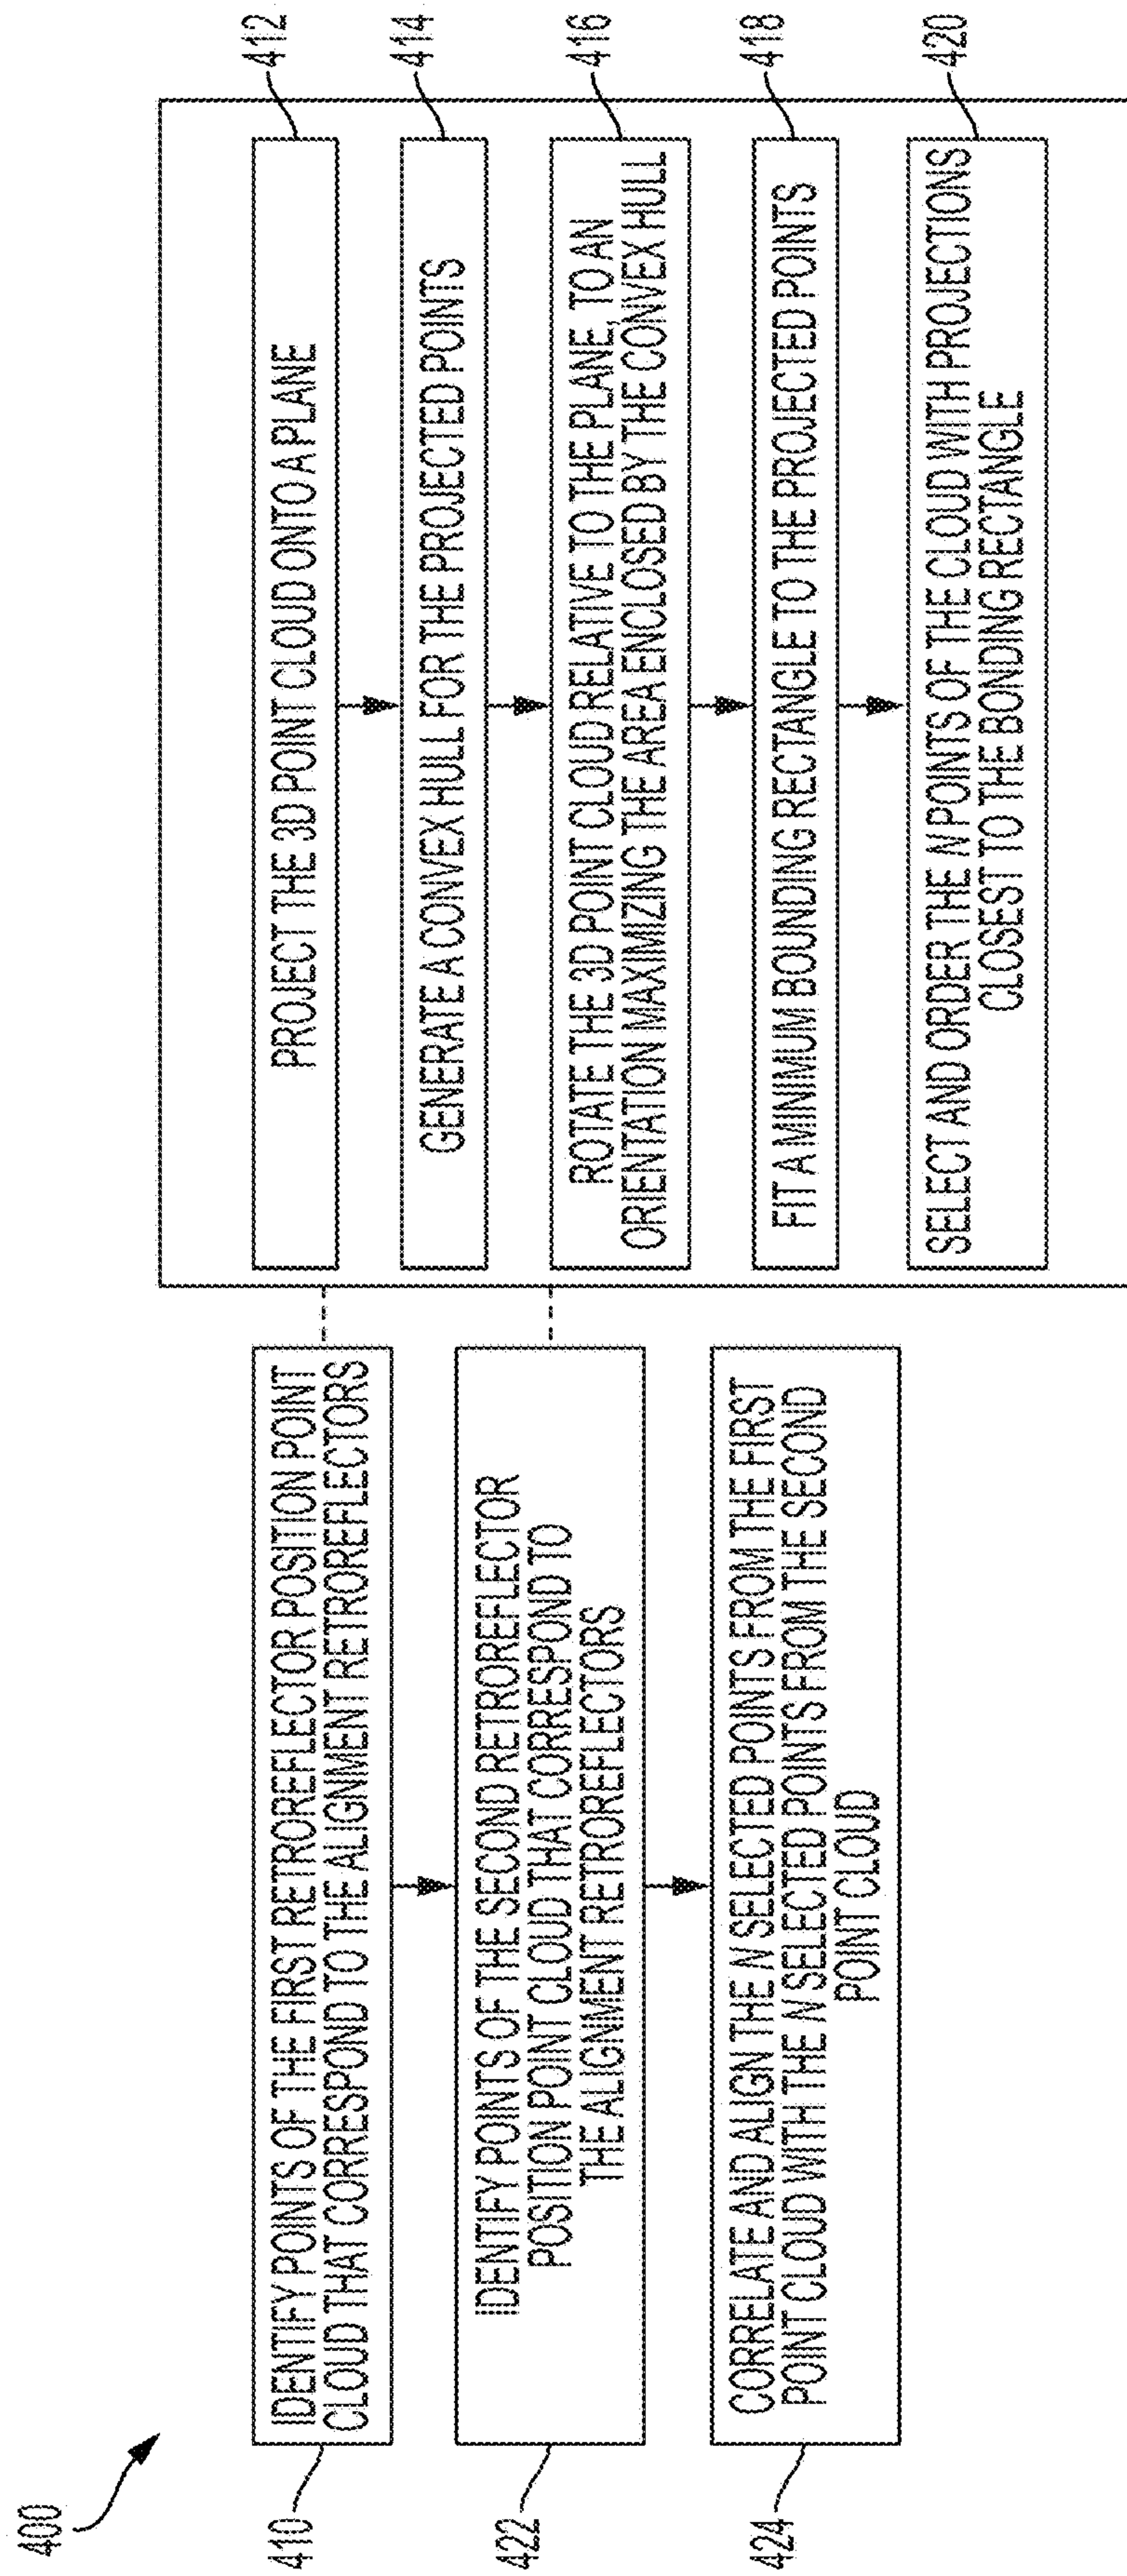 400
410
IDENTIFY POINTS OF THE FIRST RETROREFLECTOR POSITION POINT
CLOUD THAT CORRESPOND TO THE ALIGNMENT RETROREFLECTORS
422
IDENTIFY POINTS OF THE SECOND RETROREFLECTOR
POSITION POINT CLOUD THAT CORRESPOND TO
THE ALIGNMENT RETROREFLECTORS
424
CORRELATE AND ALIGN THE N SELECTED POINTS FROM THE FIRST
POINT CLOUD WITH THE N SELECTED POINTS FROM THE SECOND
POINT CLOUD
PROJECT THE 3D POINT CLOUD ONTO A PLANE
412
GENERATE A CONVEX HULL FOR THE PROJECTED POINTS
414
ROTATE THE 3D POINT CLOUD RELATIVE TO THE PLANE, TO AN
ORIENTATION MAXIMIZING THE AREA ENCLOSED BY THE CONVEX HULL
416
FIT A MINIMUM BOUNDING RECTANGLE TO THE PROJECTED POINTS
418
SELECT AND ORDER THE N POINTS OF THE CLOUD WITH PROJECTIONS
CLOSEST TO THE BONDING RECTANGLE
420